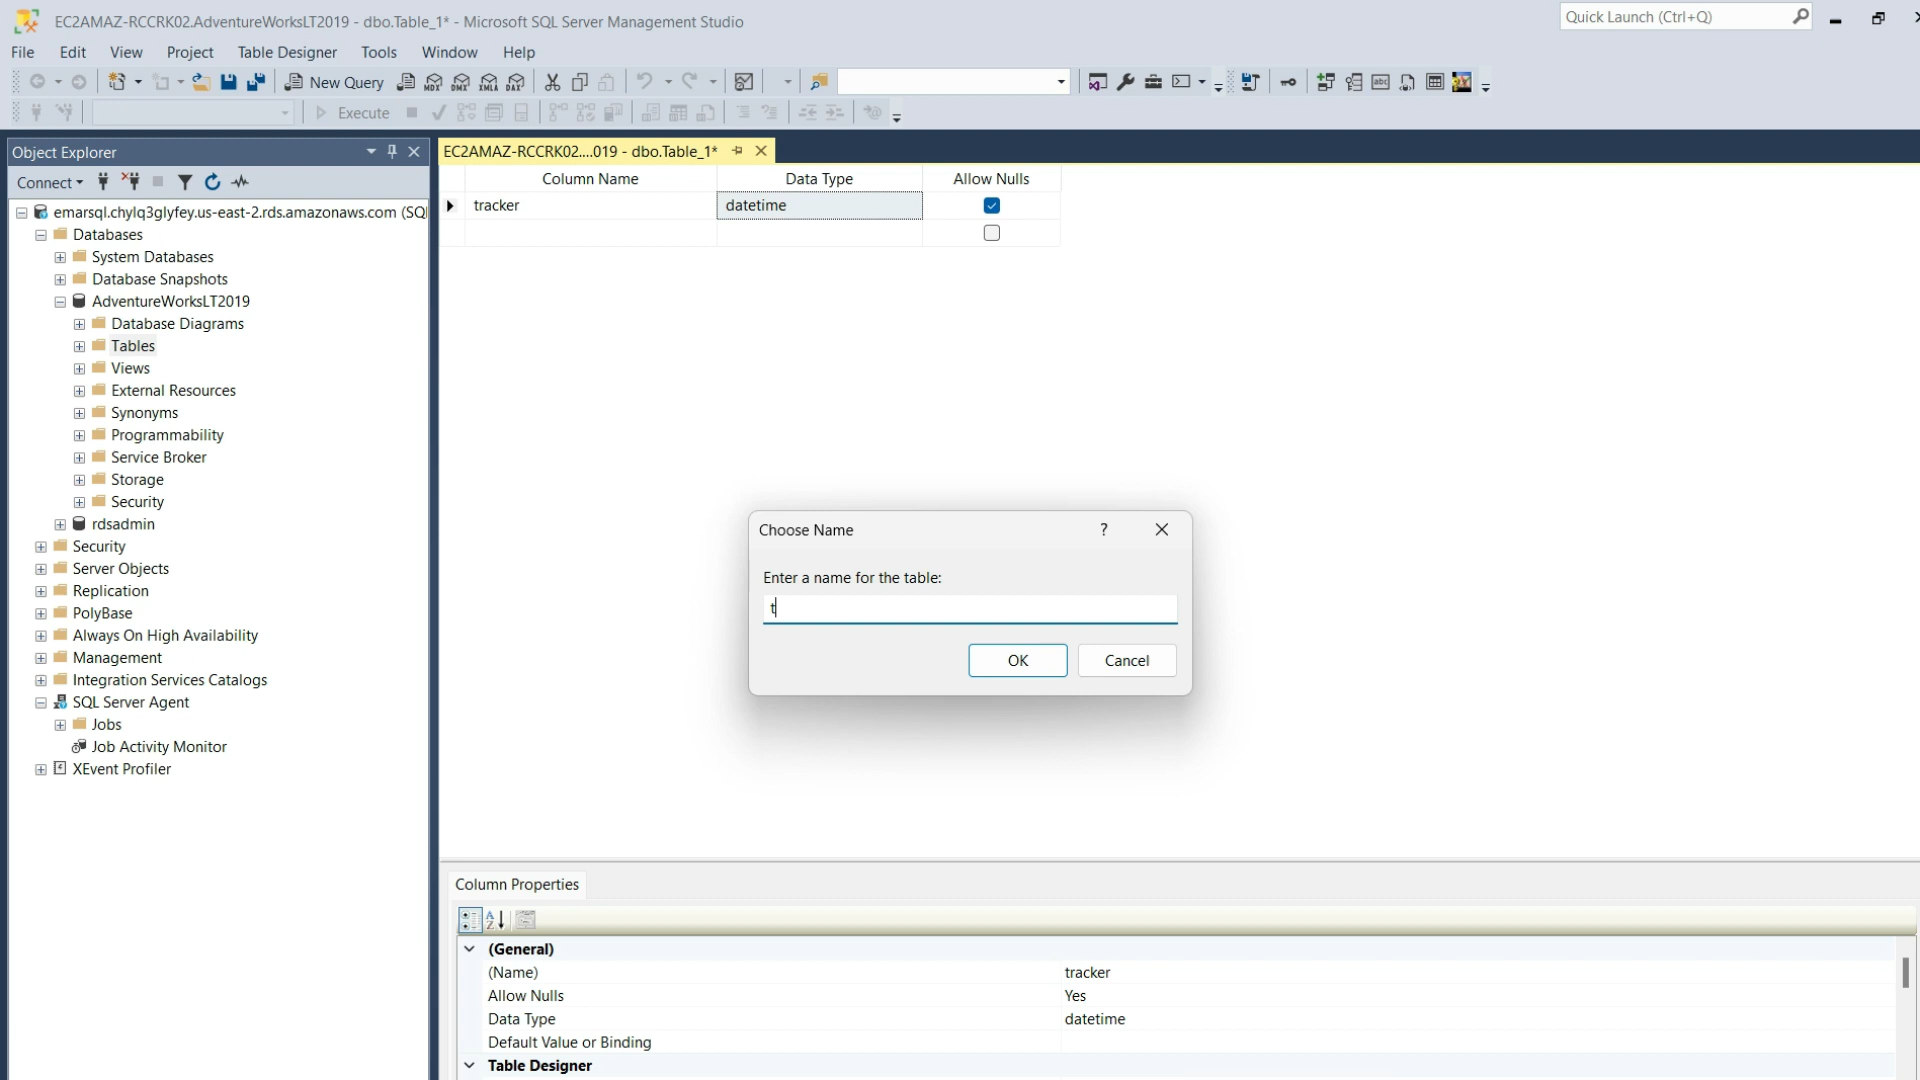 EC2AMAZ-RCCRK02.AdventureWorksLT2019 - dbo.Table_1* - Microsoft SQL Server Management Studio
Quick Launch (Ctrl+Q)
File Edit View Project Table Designer Tools Window Help
New Query MDX DMX XMLA DAX
Execute
Object Explorer
EC2AMAZ-RCCRK02....019 - dbo.Table_1*
Connect
Column Name Data Type Allow Nulls
tracker datetime
emarsql.chylq3glyfey.us-east-2.rds.amazonaws.com (SQL
Databases
System Databases
Database Snapshots
AdventureWorksLT2019
Database Diagrams
Tables
Views
External Resources
Synonyms
Programmability
Service Broker
Storage
Security
rdsadmin
Security
Server Objects
Replication
PolyBase
Always On High Availability
Management
Integration Services Catalogs
SQL Server Agent
Jobs
Job Activity Monitor
XEvent Profiler
Choose Name
?
Enter a name for the table:
t
OK Cancel
Column Properties
(General)
(Name) tracker
Allow Nulls Yes
Data Type datetime
Default Value or Binding
Table Designer